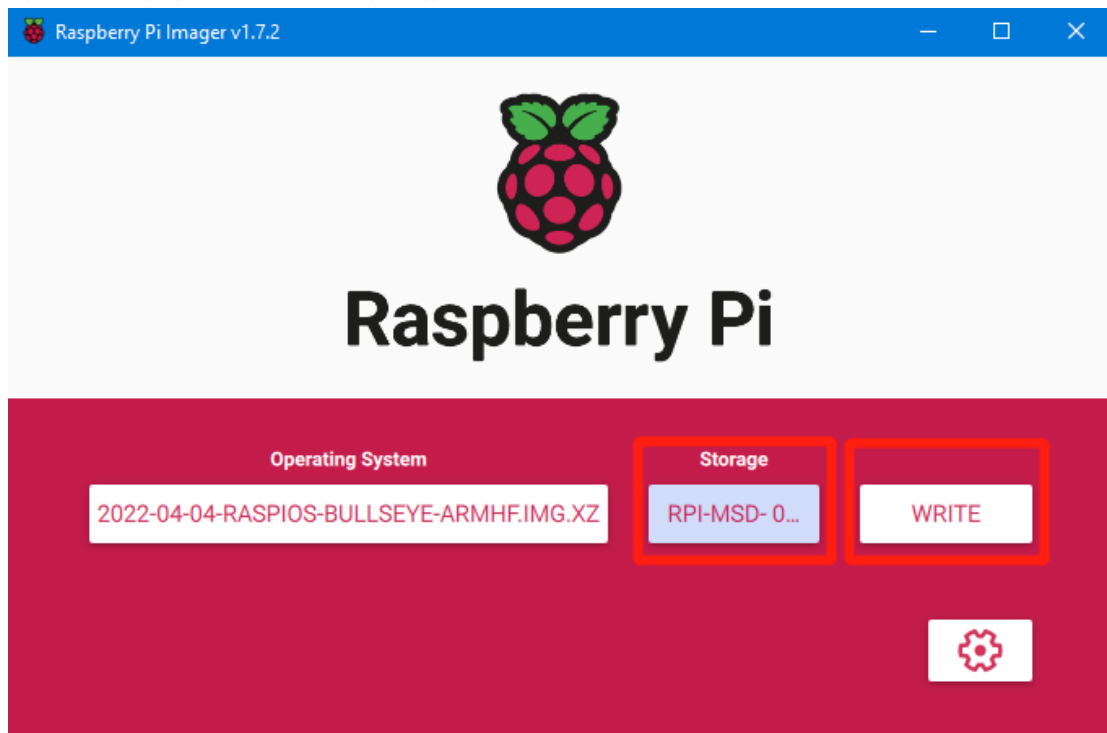 Raspberry Pi Imager v1.7.2
Raspberry Pi
Operating System
Storage
2022-04-04-RASPIOS-BULLSEYE-ARMHF.IMG.XZ
RPI-MSD- 0...
WRITE